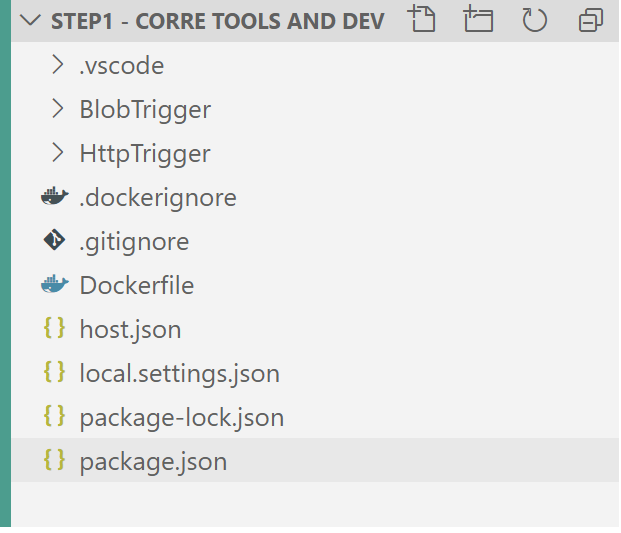 STEP1 - CORRE TOOLS AND DEV
.vscode
BlobTrigger
HttpTrigger
.dockerignore
.gitignore
Dockerfile
{} host.json
{} local.settings.json
{} package-lock.json
{} package.json